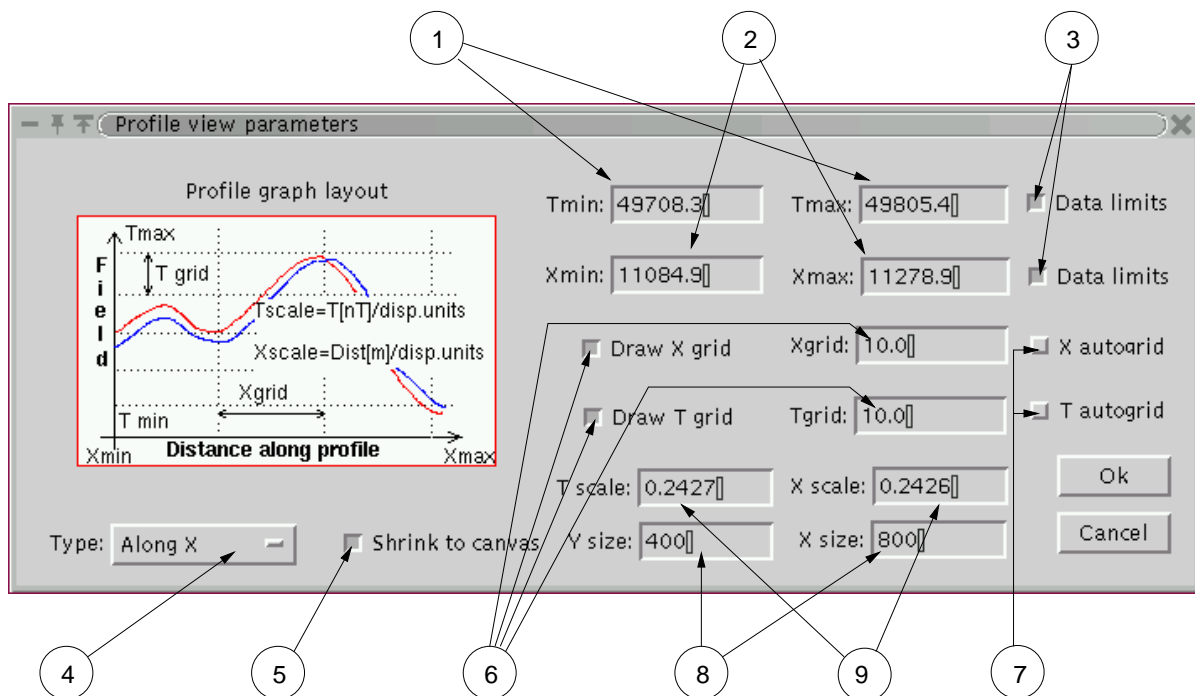 1 2 3
Profile view parameters
Profile graph layout
Tmax
Field
T grid
Tscale=T[nT]/disp.units
Xscale=Dist[m]/disp.units
Xgrid
T min
Xmin Distance along profile Xmax
Tmin: 49708.3 Tmax: 49805.4 Data limits
Xmin: 11084.9 Xmax: 11278.9 Data limits
Draw X grid Xgrid: 10.0 X autogrid
Draw T grid Tgrid: 10.0 T autogrid
T scale: 0.2427 X scale: 0.2426 Ok
Type: Along X Shrink to canvas Y size: 400 X size: 800 Cancel
4 5 6 8 9 7